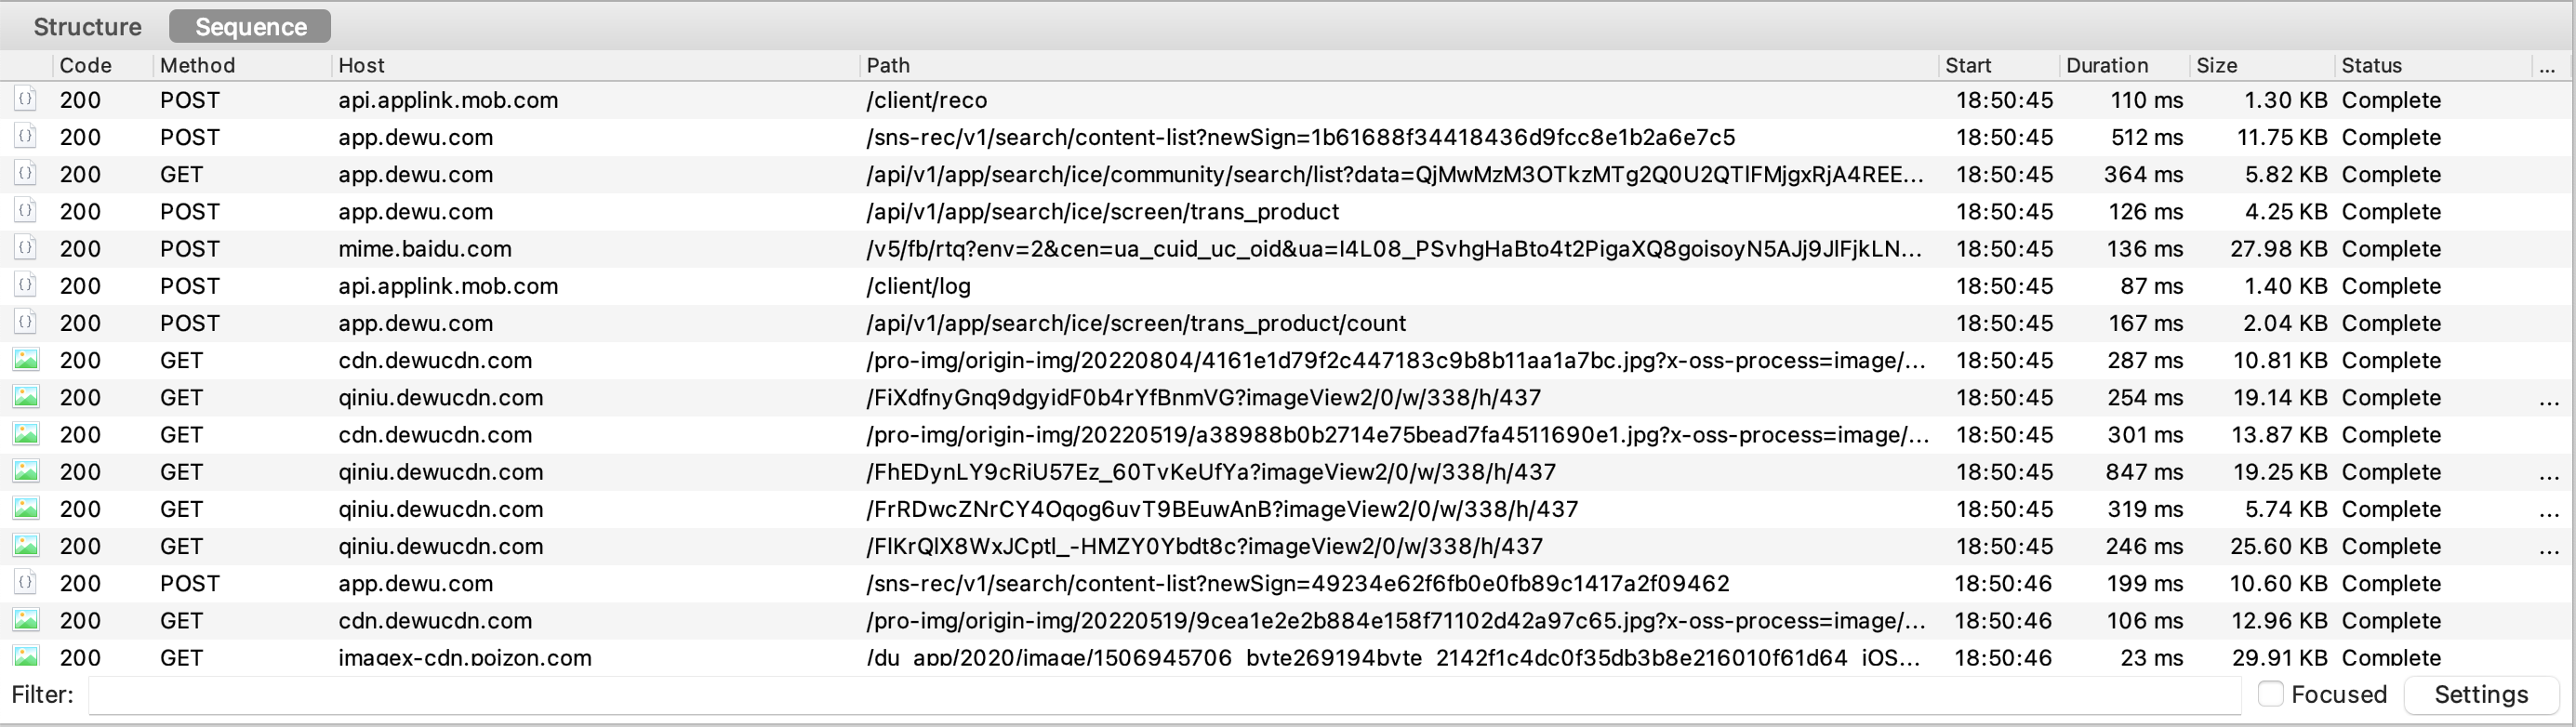 Structure Sequence
Code Method Host Path Start Duration Size Status ...
{} 200 POST api.applink.mob.com /client/reco 18:50:45 110 ms 1.30 KB Complete
{} 200 POST app.dewu.com /sns-rec/v1/search/content-list?newSign=1b61688f34418436d9fcc8e1b2a6e7c5 18:50:45 512 ms 11.75 KB Complete
{} 200 GET app.dewu.com /api/v1/app/search/ice/community/search/list?data=QjMwMzM3OTkzMTg2Q0U2QTlFMjgxRjA4REE... 18:50:45 364 ms 5.82 KB Complete
{} 200 POST app.dewu.com /api/v1/app/search/ice/screen/trans_product 18:50:45 126 ms 4.25 KB Complete
{} 200 POST mime.baidu.com /v5/fb/rtq?env=2&cen=ua_cuid_uc_oid&ua=I4L08_PSvhgHaBto4t2PigaXQ8goisoyN5AJj9JlFjkLN... 18:50:45 136 ms 27.98 KB Complete
{} 200 POST api.applink.mob.com /client/log 18:50:45 87 ms 1.40 KB Complete
{} 200 POST app.dewu.com /api/v1/app/search/ice/screen/trans_product/count 18:50:45 167 ms 2.04 KB Complete
200 GET cdn.dewucdn.com /pro-img/origin-img/20220804/4161e1d79f2c447183c9b8b11aa1a7bc.jpg?x-oss-process=image/... 18:50:45 287 ms 10.81 KB Complete
200 GET qiniu.dewucdn.com /FiXdfnyGnq9dgyidF0b4rYfBnmVG?imageView2/0/w/338/h/437 18:50:45 254 ms 19.14 KB Complete ...
200 GET cdn.dewucdn.com /pro-img/origin-img/20220519/a38988b0b2714e75bead7fa4511690e1.jpg?x-oss-process=image/... 18:50:45 301 ms 13.87 KB Complete
200 GET qiniu.dewucdn.com /FhEDynLY9cRiU57Ez_60TvKeUfYa?imageView2/0/w/338/h/437 18:50:45 847 ms 19.25 KB Complete ...
200 GET qiniu.dewucdn.com /FrRDwcZNrCY4Oqog6uvT9BEuwAnB?imageView2/0/w/338/h/437 18:50:45 319 ms 5.74 KB Complete ...
200 GET qiniu.dewucdn.com /FlKrQlX8WxJCptl_-HMZY0Ybdt8c?imageView2/0/w/338/h/437 18:50:45 246 ms 25.60 KB Complete ...
{} 200 POST app.dewu.com /sns-rec/v1/search/content-list?newSign=49234e62f6fb0e0fb89c1417a2f09462 18:50:46 199 ms 10.60 KB Complete
200 GET cdn.dewucdn.com /pro-img/origin-img/20220519/9cea1e2e2b884e158f71102d42a97c65.jpg?x-oss-process=image/... 18:50:46 106 ms 12.96 KB Complete
200 GET imagex-cdn.poizon.com /du_app/2020/image/1506945706_byte269194byte_2142f1c4dc0f35db3b8e216010f61d64_iOS... 18:50:46 23 ms 29.91 KB Complete
Filter: Focused Settings